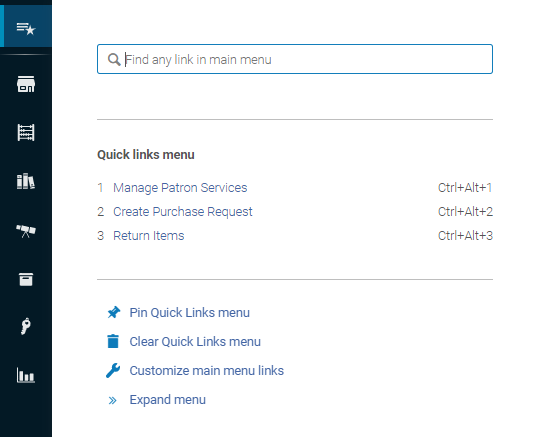 Find any link in main menu
Quick links menu
1 Manage Patron Services Ctrl+Alt+1
2 Create Purchase Request Ctrl+Alt+2
3 Return Items Ctrl+Alt+3
Pin Quick Links menu
Clear Quick Links menu
Customize main menu links
Expand menu